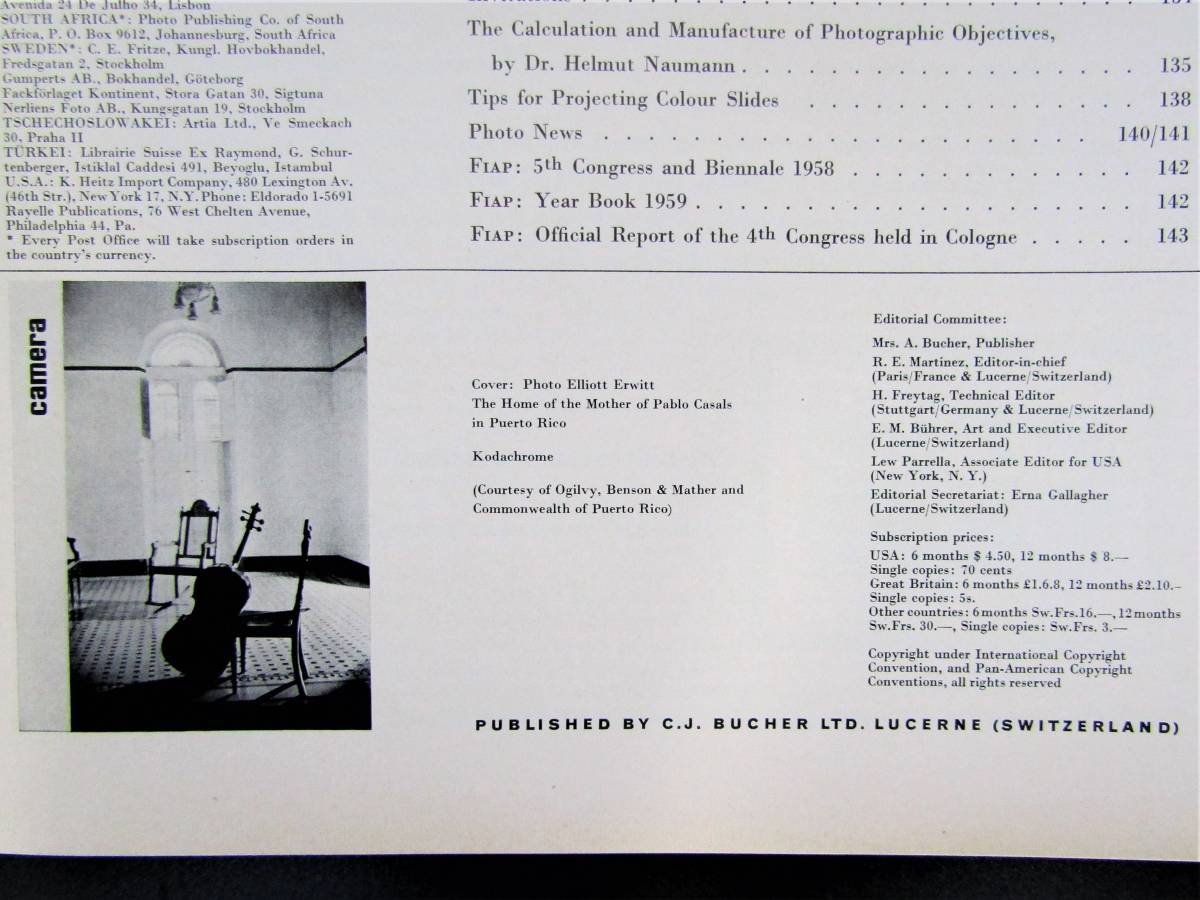 Avenida 24 De Julho 34, Lisbon
SOUTH AFRICA*: Photo Publishing Co. of South
Africa, P. O. Box 9612, Johannesburg, South Africa
SWEDEN*: C. E. Fritze, Kungl. Hovbokhandel,
Fredsgatan 2, Stockholm
Gumperts AB., Bokhandel, Göteborg
Fackförlaget Kontinent, Stora Gatan 30, Sigtuna
Nerliens Foto AB., Kungsgatan 19, Stockholm
TSCHECHOSLOWAKEI: Artia Ltd., Ve Smeckach
30, Praha II
TÜRKEI: Librairie Suisse Ex Raymond, G. Schur-
tenberger, Istiklal Caddesi 491, Beyoglu, Istambul
U.S.A.: K. Heitz Import Company, 480 Lexington Av.
(46th Str.), New York 17, N.Y. Phone: Eldorado 1-5691
Rayelle Publications, 76 West Chelten Avenue,
Philadelphia 44, Pa.
* Every Post Office will take subscription orders in
the country's currency.
The Calculation and Manufacture of Photographic Objectives,
by Dr. Helmut Naumann . . . . . . . . . . . . . . . . . . 135
Tips for Projecting Colour Slides . . . . . . . . . . . . . . . 138
Photo News . . . . . . . . . . . . . . . . . . . . . . 140/141
FIAP: 5th Congress and Biennale 1958 . . . . . . . . . . . . . 142
FIAP: Year Book 1959 . . . . . . . . . . . . . . . . . . . . 142
FIAP: Official Report of the 4th Congress held in Cologne . . . . . 143
camera
Cover: Photo Elliott Erwitt
The Home of the Mother of Pablo Casals
in Puerto Rico
Kodachrome
(Courtesy of Ogilvy, Benson & Mather and
Commonwealth of Puerto Rico)
Editorial Committee:
Mrs. A. Bucher, Publisher
R. E. Martinez, Editor-in-chief
(Paris/France & Lucerne/Switzerland)
H. Freytag, Technical Editor
(Stuttgart/Germany & Lucerne/Switzerland)
E. M. Bührer, Art and Executive Editor
(Lucerne/Switzerland)
Lew Parrella, Associate Editor for USA
(New York, N. Y.)
Editorial Secretariat: Erna Gallagher
(Lucerne/Switzerland)
Subscription prices:
USA: 6 months $ 4.50, 12 months $ 8.—
Single copies: 70 cents
Great Britain: 6 months £1.6.8, 12 months £2.10.-
Single copies: 5s.
Other countries: 6 months Sw.Frs.16.—, 12 months
Sw.Frs. 30.—, Single copies: Sw.Frs. 3.—
Copyright under International Copyright
Convention, and Pan-American Copyright
Conventions, all rights reserved
PUBLISHED BY C.J. BUCHER LTD. LUCERNE (SWITZERLAND)